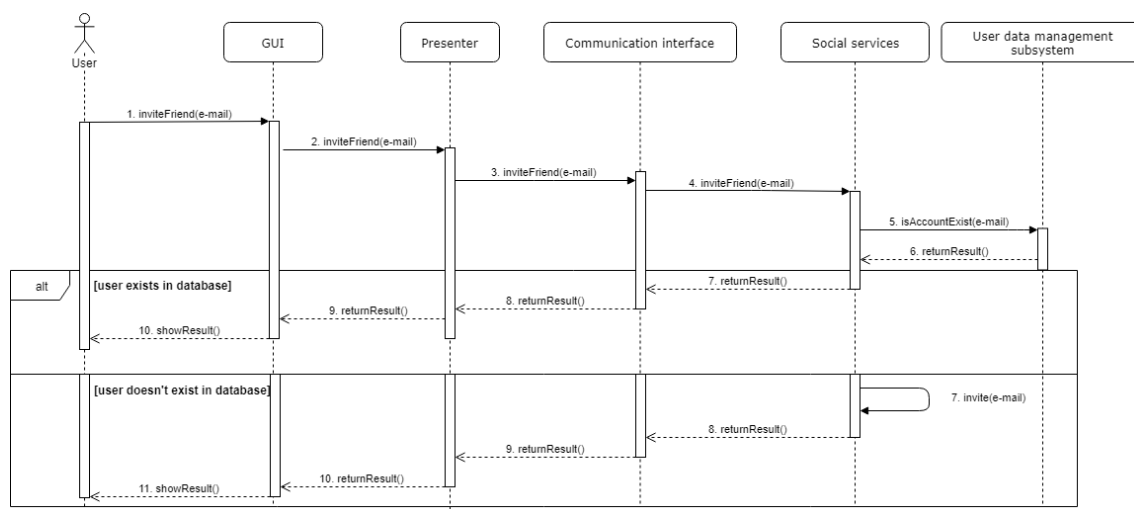 User
GUI
Presenter
Communication interface
Social services
User data management
subsystem
1. inviteFriend(e-mail)
2. inviteFriend(e-mail)
3. inviteFriend(e-mail)
4. inviteFriend(e-mail)
5. isAccountExist(e-mail)
6. returnResult()
alt
[user exists in database]
7. returnResult()
8. returnResult()
9. returnResult()
10. showResult()
[user doesn't exist in database]
7. invite(e-mail)
8. returnResult()
9. returnResult()
10. returnResult()
11. showResult()